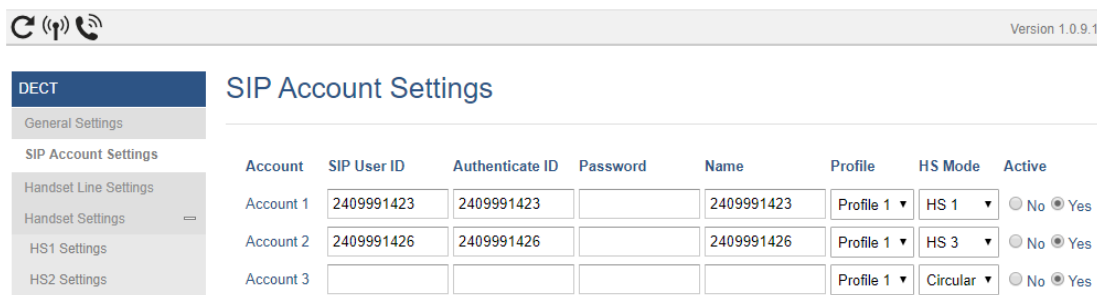 Version 1.0.9.1
DECT
General Settings
SIP Account Settings
Handset Line Settings
Handset Settings
HS1 Settings
HS2 Settings
SIP Account Settings
Account SIP User ID Authenticate ID Password Name Profile HS Mode Active
Account 1 2409991423 2409991423 2409991423 Profile 1 HS 1 No Yes
Account 2 2409991426 2409991426 2409991426 Profile 1 HS 3 No Yes
Account 3 Profile 1 Circular No Yes